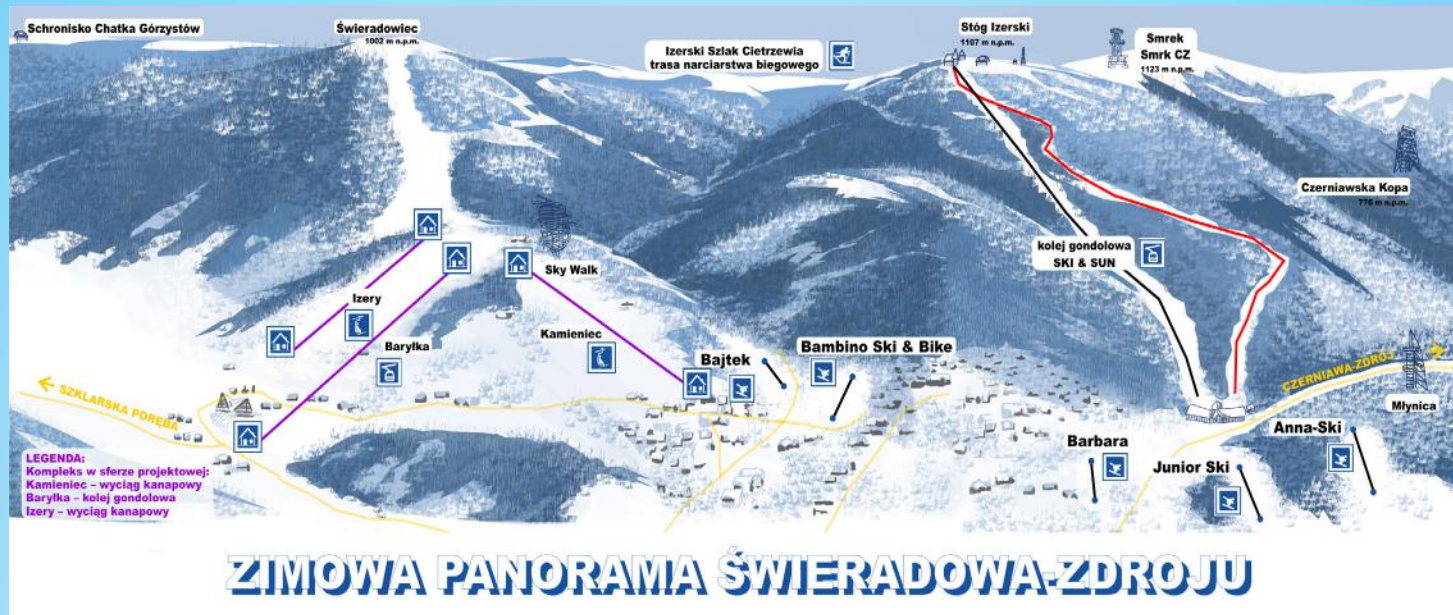 Schronisko Chatka Górzystów
Świeradowiec
1002 m n.p.m.
Izerski Szlak Cietrzewia
trasa narciarstwa biegowego
Stóg Izerski
1107 m n.p.m.
Smrek
Smrk CZ
1123 m n.p.m.
Czerniawska Kopa
776 m n.p.m.
kolej gondolowa
SKI & SUN
Sky Walk
Izery
Baryłka
Kamieniec
Bajtek
Bambino Ski & Bike
SZKLARSKA PORĘBA
CZERNIAWA-ZDRÓJ
Młynica
Barbara
Junior Ski
Anna-Ski
LEGENDA:
Kompleks w sferze projektowej:
Kamieniec – wyciąg kanapowy
Baryłka – kolej gondolowa
Izery – wyciąg kanapowy
ZIMOWA PANORAMA ŚWIERADOWA-ZDROJU